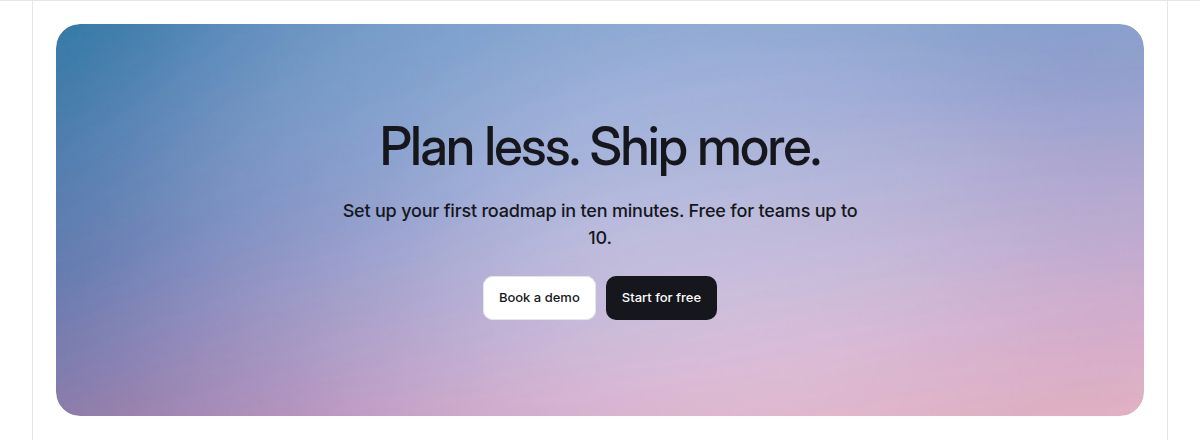 Plan less. Ship more.
Set up your first roadmap in ten minutes. Free for teams up to
10.
Book a demo
Start for free